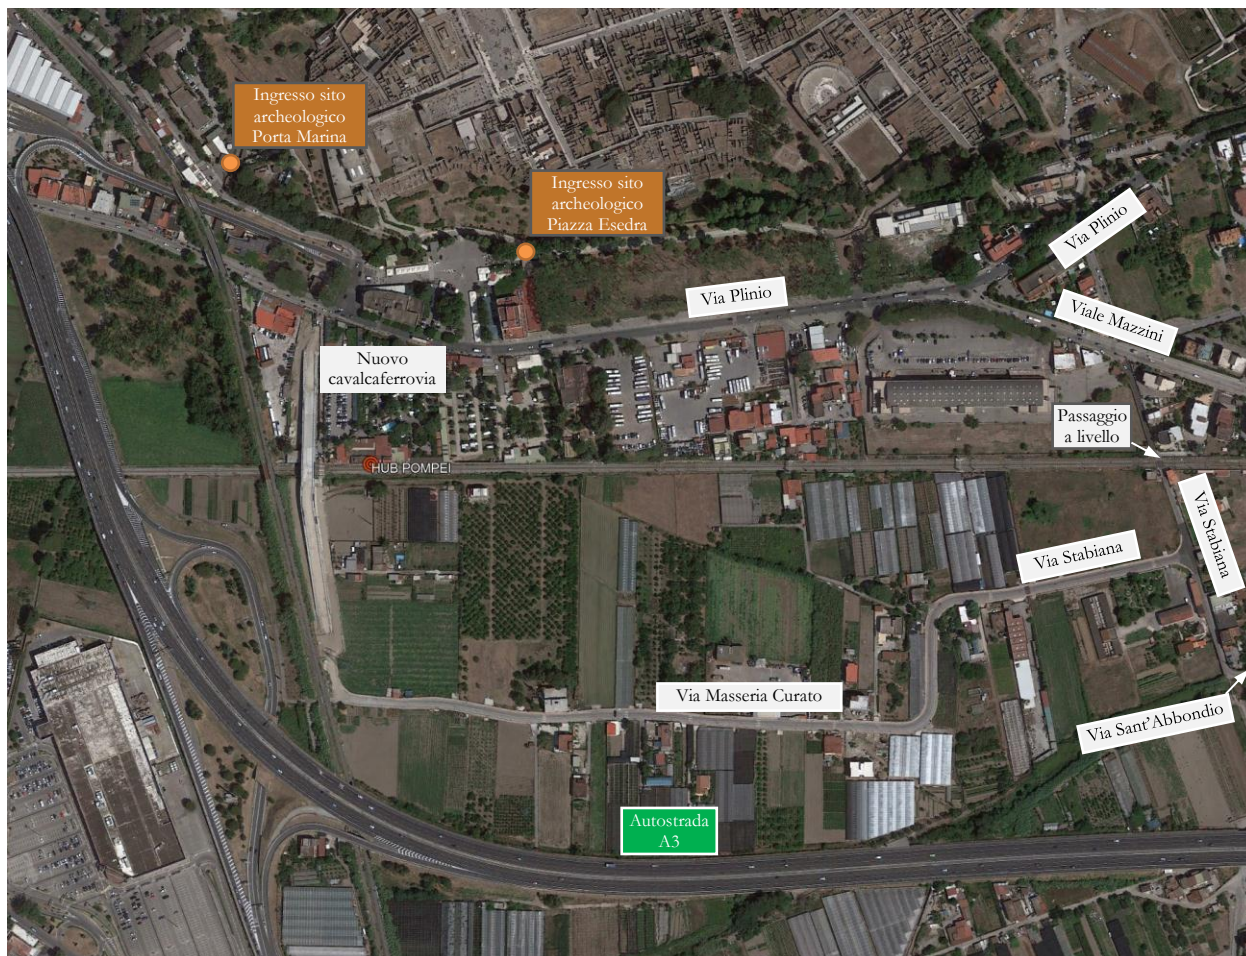 Ingresso sito
archeologico
Porta Marina
Ingresso sito
archeologico
Piazza Esedra
Via Plinio
Via Plinio
Viale Mazzini
Nuovo
cavalcaferrovia
Passaggio
a livello
HUB POMPEI
Via Stabiana
Via Stabiana
Via Masseria Curato
Via Sant'Abbondio
Autostrada
A3